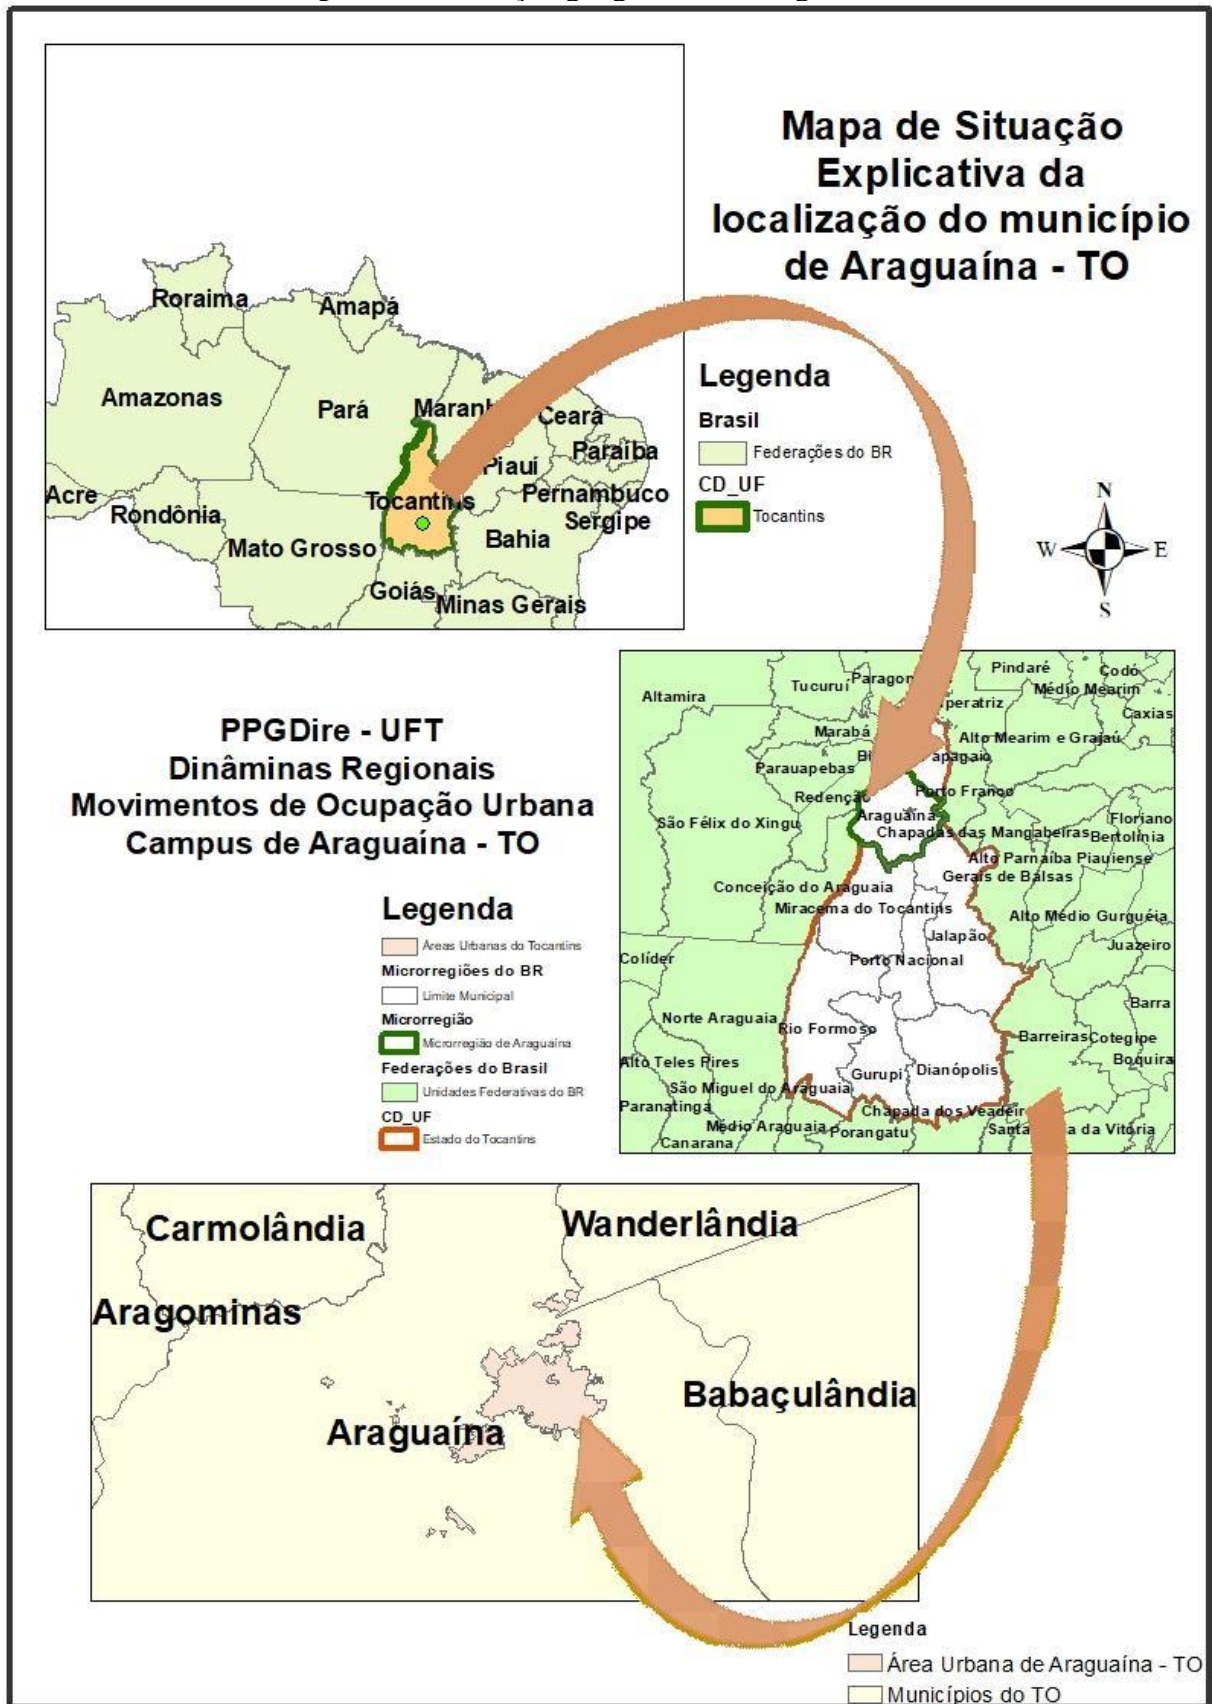 Mapa de Situação
Explicativa da
localização do município
de Araguaína - TO
Roraima
Amapá
Amazonas
Pará
Ceará
Paraíba
Piauí
Acre
Rondônia
Tocantins
Pernambuco
Sergipe
Mato Grosso
Bahia
Goiás
Minas Gerais
Legenda
Brasil
Federações do BR
CD_UF
Tocantins
N
W
E
S
PPGDire - UFT
Dinâminas Regionais
Movimentos de Ocupação Urbana
Campus de Araguaína - TO
Legenda
Áreas Urbanas do Tocantins
Microrregiões do BR
Limite Municipal
Microrregião
Microrregião de Araguaína
Federações do Brasil
Unidades Federativas do BR
CD_UF
Estado do Tocantins
Pindaré
Codó
Tucuruí
Paragon
Médio Mearim
Altamira
peratriz
Caxias
Marabá
Alto Mearim e Grajaú
Bi
apagaio
Parauapebas
Redenção
Porto Franco
Araguaína
Floriano
São Félix do Xingu
Chapadas das Mangabeiras
Bertolínia
Alto Parnaíba Piauiense
Gerais de Balsas
Conceição do Araguaia
Miracema do Tocantins
Alto Médio Gurguéia
Jalapão
Juazeiro
Colíder
Porto Nacional
Barra
Norte Araguaia
Rio Formoso
Barreiras
Cotegipe
Boquira
Alto Teles Pires
Gurupi
Dianópolis
São Miguel do Araguaia
Paranatinga
Chapada dos Veadeir
Médio Araguaia
Porangatu
Santa
a da Vitória
Canarana
Carmolândia
Wanderlândia
Aragominas
Babaçulândia
Araguaína
Legenda
Área Urbana de Araguaína - TO
Municípios do TO